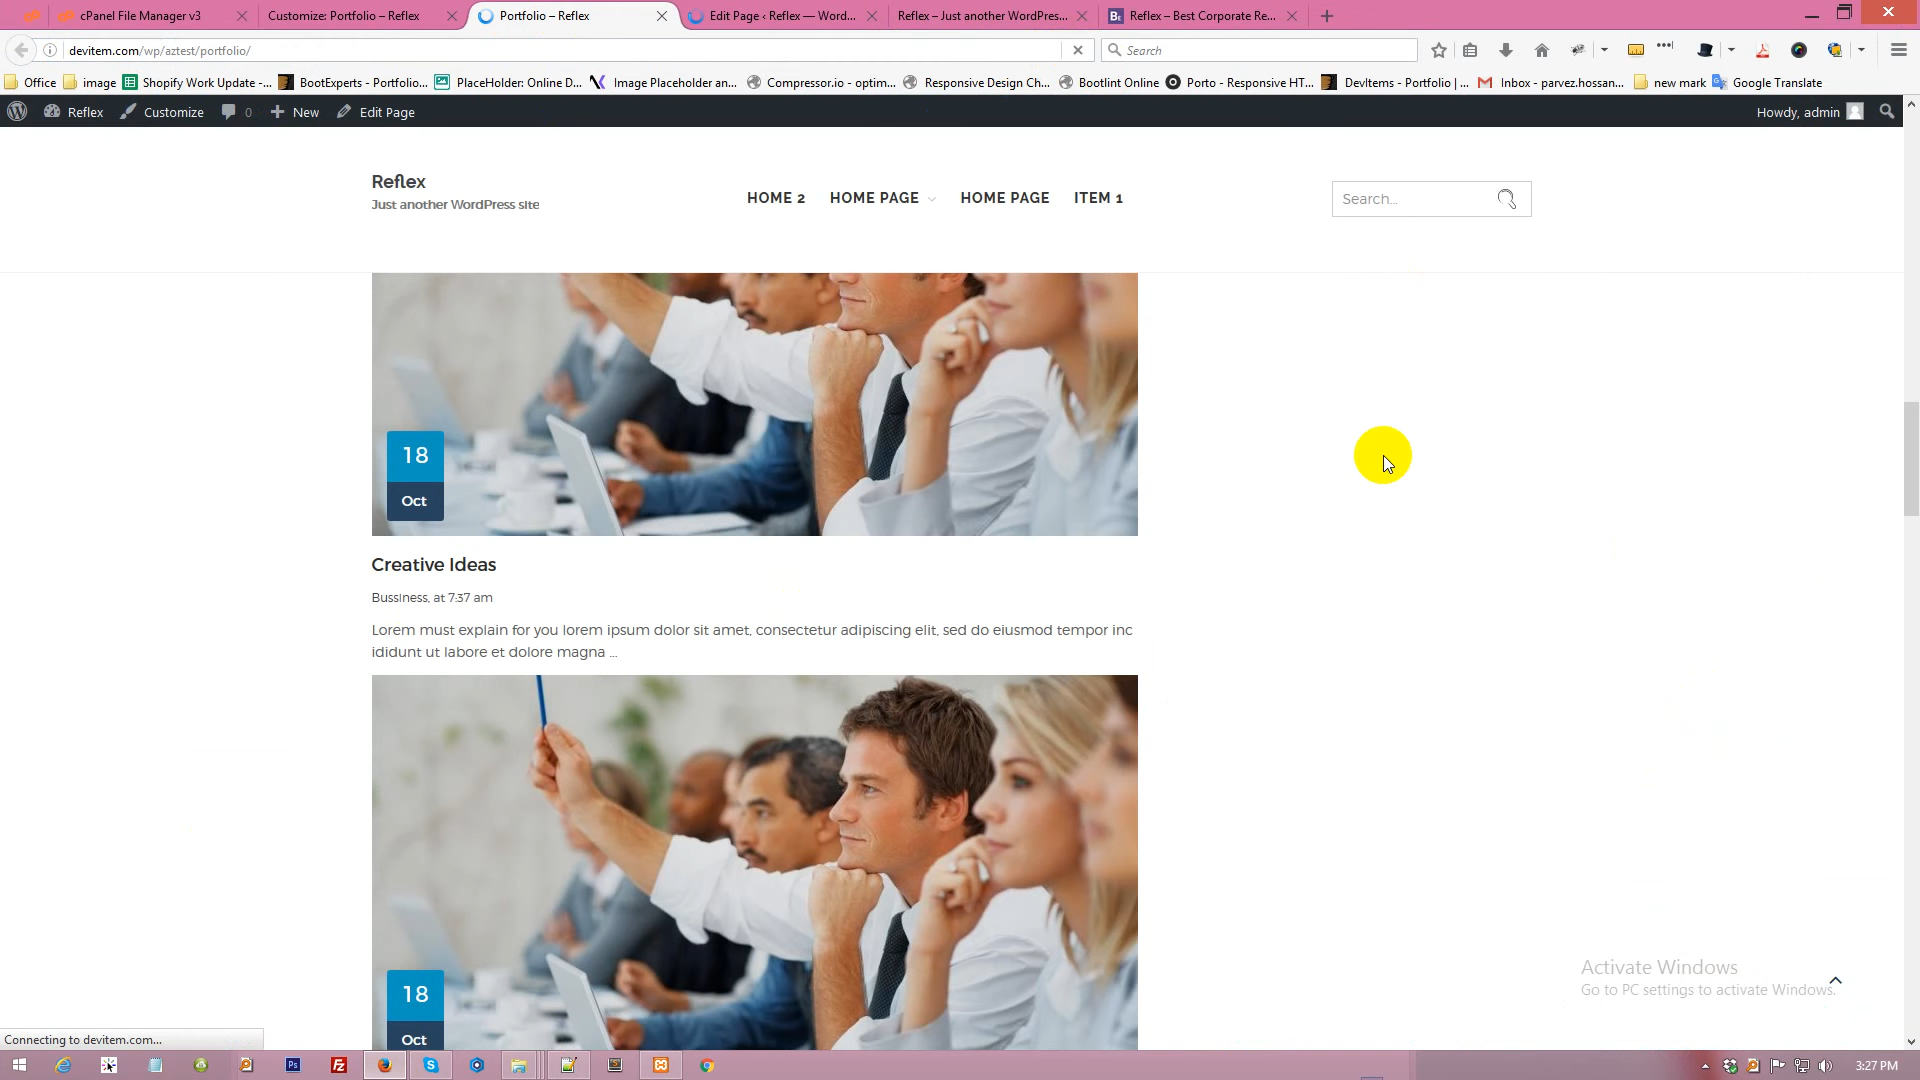 cPanel File Manager v3
Customize: Portfolio – Reflex
Portfolio – Reflex
Edit Page ‹ Reflex — Word...
Reflex – Just another WordPress...
Reflex – Best Corporate Re...
devitem.com/wp/aztest/portfolio/
Search
Office
image
Shopify Work Update -...
BootExperts - Portfolio...
PlaceHolder: Online D...
Image Placeholder an...
Compressor.io - optim...
Responsive Design Ch...
Bootlint Online
Porto - Responsive HT...
DevItems - Portfolio | ...
Inbox - parvez.hossan...
new mark
Google Translate
Reflex
Customize
0
New
Edit Page
Howdy, admin
Reflex
Just another WordPress site
HOME 2
HOME PAGE
HOME PAGE
ITEM 1
Search...
18
Oct
Creative Ideas
Bussiness, at 7:37 am
Lorem must explain for you lorem ipsum dolor sit amet, consectetur adipiscing elit, sed do eiusmod tempor inc
ididunt ut labore et dolore magna ...
18
Oct
Activate Windows
Go to PC settings to activate Windows.
Connecting to devitem.com...
3:27 PM